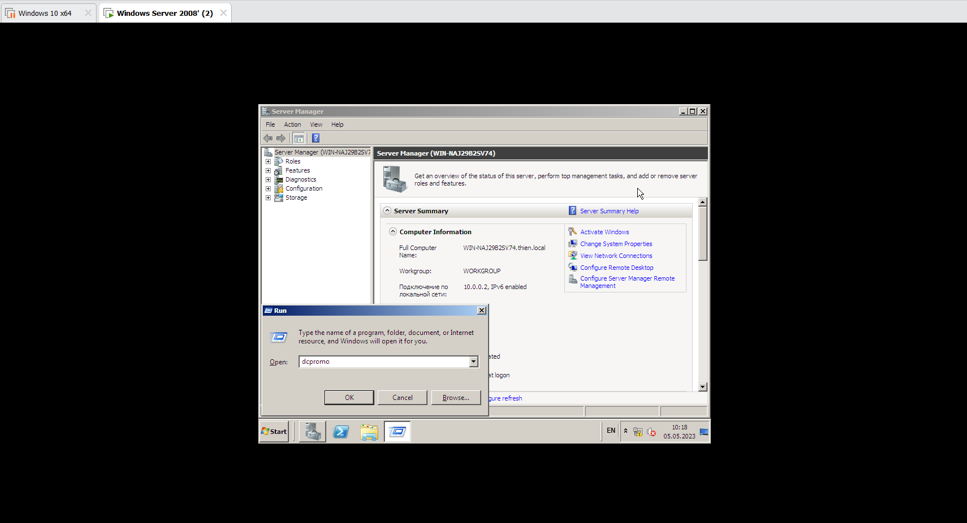 Windows 10 x64
Windows Server 2008' (2)
Server Manager
File Action View Help
Server Manager (WIN-NAJ29B2SV7
Roles
Features
Diagnostics
Configuration
Storage
Server Manager (WIN-NAJ29B2SV74)
Get an overview of the status of this server, perform top management tasks, and add or remove server
roles and features.
Server Summary
Server Summary Help
Computer Information
Full Computer
Name:
WIN-NAJ29B2SV74.thien.local
Workgroup:
WORKGROUP
Подключение по
локальной сети:
10.0.0.2, IPv6 enabled
Activate Windows
Change System Properties
View Network Connections
Configure Remote Desktop
Configure Server Manager Remote
Management
ated
at logon
gure refresh
Run
Type the name of a program, folder, document, or Internet
resource, and Windows will open it for you.
Open:
dcpromo
OK
Cancel
Browse...
Start
EN
10:18
05.05.2023